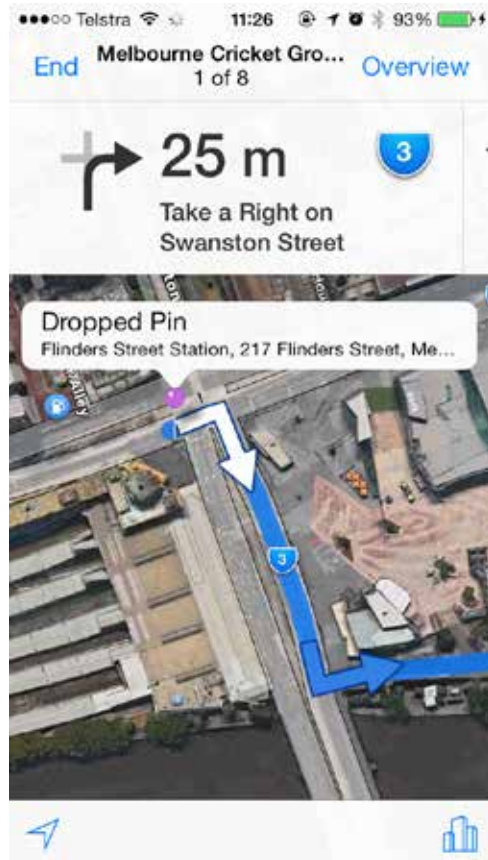 Telstra 11:26 93%
End Melbourne Cricket Gro... Overview
1 of 8
25 m 3
Take a Right on
Swanston Street
Dropped Pin
Flinders Street Station, 217 Flinders Street, Me...
Alley
3